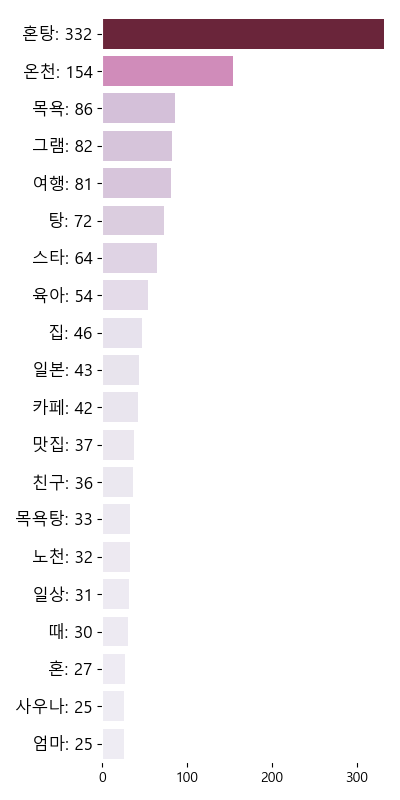 혼탕: 332
온천: 154
목욕: 86
그램: 82
여행: 81
탕: 72
스타: 64
육아: 54
집: 46
일본: 43
카페: 42
맛집: 37
친구: 36
목욕탕: 33
노천: 32
일상: 31
때: 30
혼: 27
사우나: 25
엄마: 25
0 100 200 300